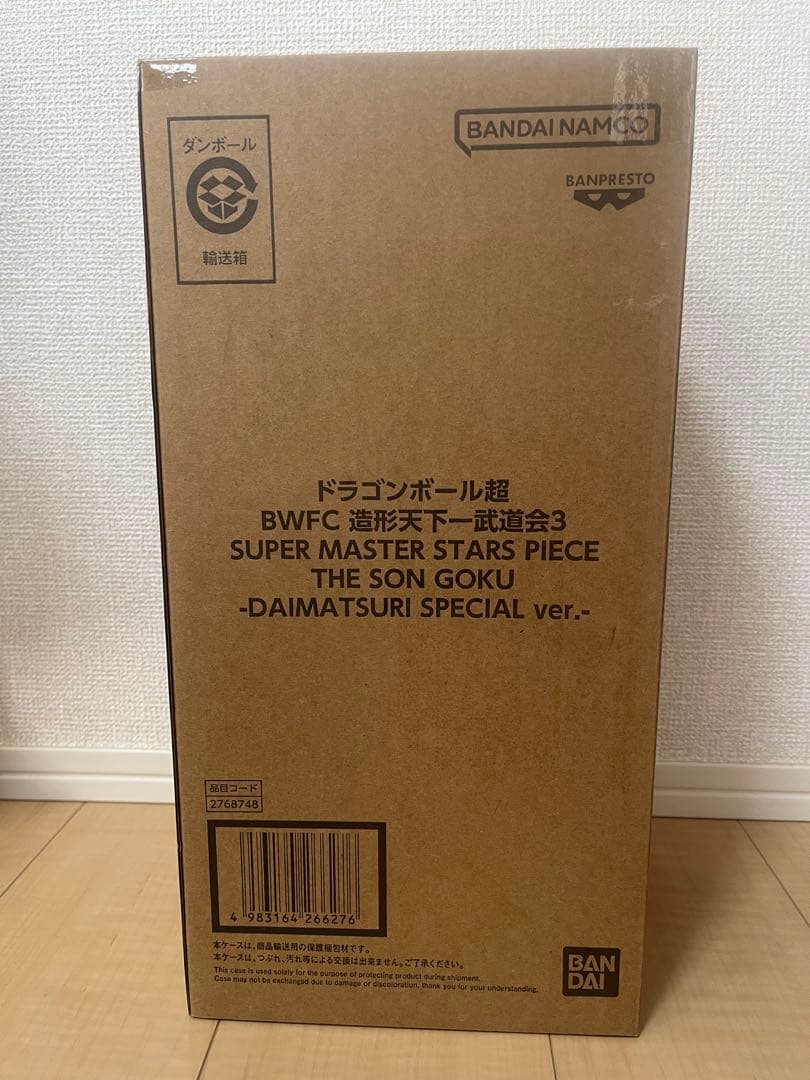 ダンボール
輸送箱
BANDAI NAMCO
BANPRESTO
ドラゴンボール超
BWFC 造形天下一武道会3
SUPER MASTER STARS PIECE
THE SON GOKU
-DAIMATSURI SPECIAL ver.-
品目コード
2768748
4 983164 266276
本ケースは、商品輸送用の保護梱包材です。
本ケースは、つぶれ、汚れ等による交換は出来ません。ご了承ください。
This case is used solely for the purpose of protecting product during shipment.
Case may not be exchanged due to damage or discoloration, thank you for your understanding.
BAN
DAI